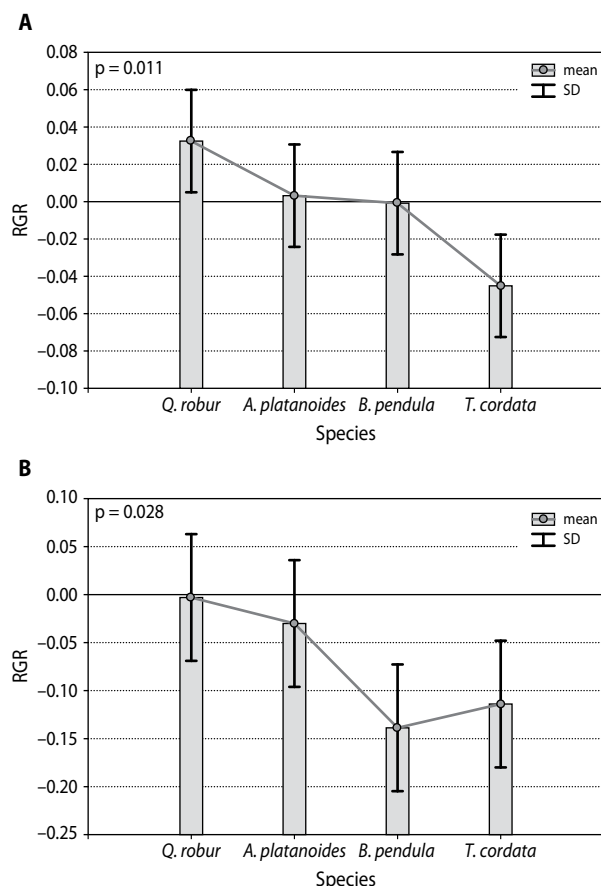 A
p = 0.011
mean
SD
0.08
0.06
0.04
0.02
0.00
−0.02
−0.04
−0.06
−0.08
−0.10
RGR
Q. robur A. platanoides B. pendula T. cordata
Species
B
p = 0.028
mean
SD
0.10
0.05
0.00
−0.05
−0.10
−0.15
−0.20
−0.25
RGR
Q. robur A. platanoides B. pendula T. cordata
Species